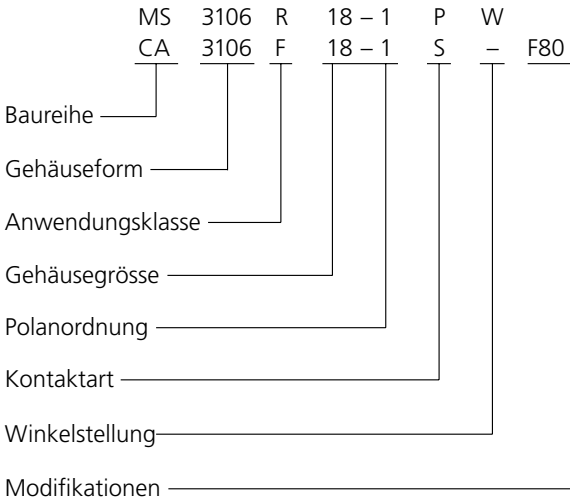 MS 3106 R 18 – 1 P W
CA 3106 F 18 – 1 S – F80
Baureihe
Gehäuseform
Anwendungsklasse
Gehäusegrösse
Polanordnung
Kontaktart
Winkelstellung
Modifikationen